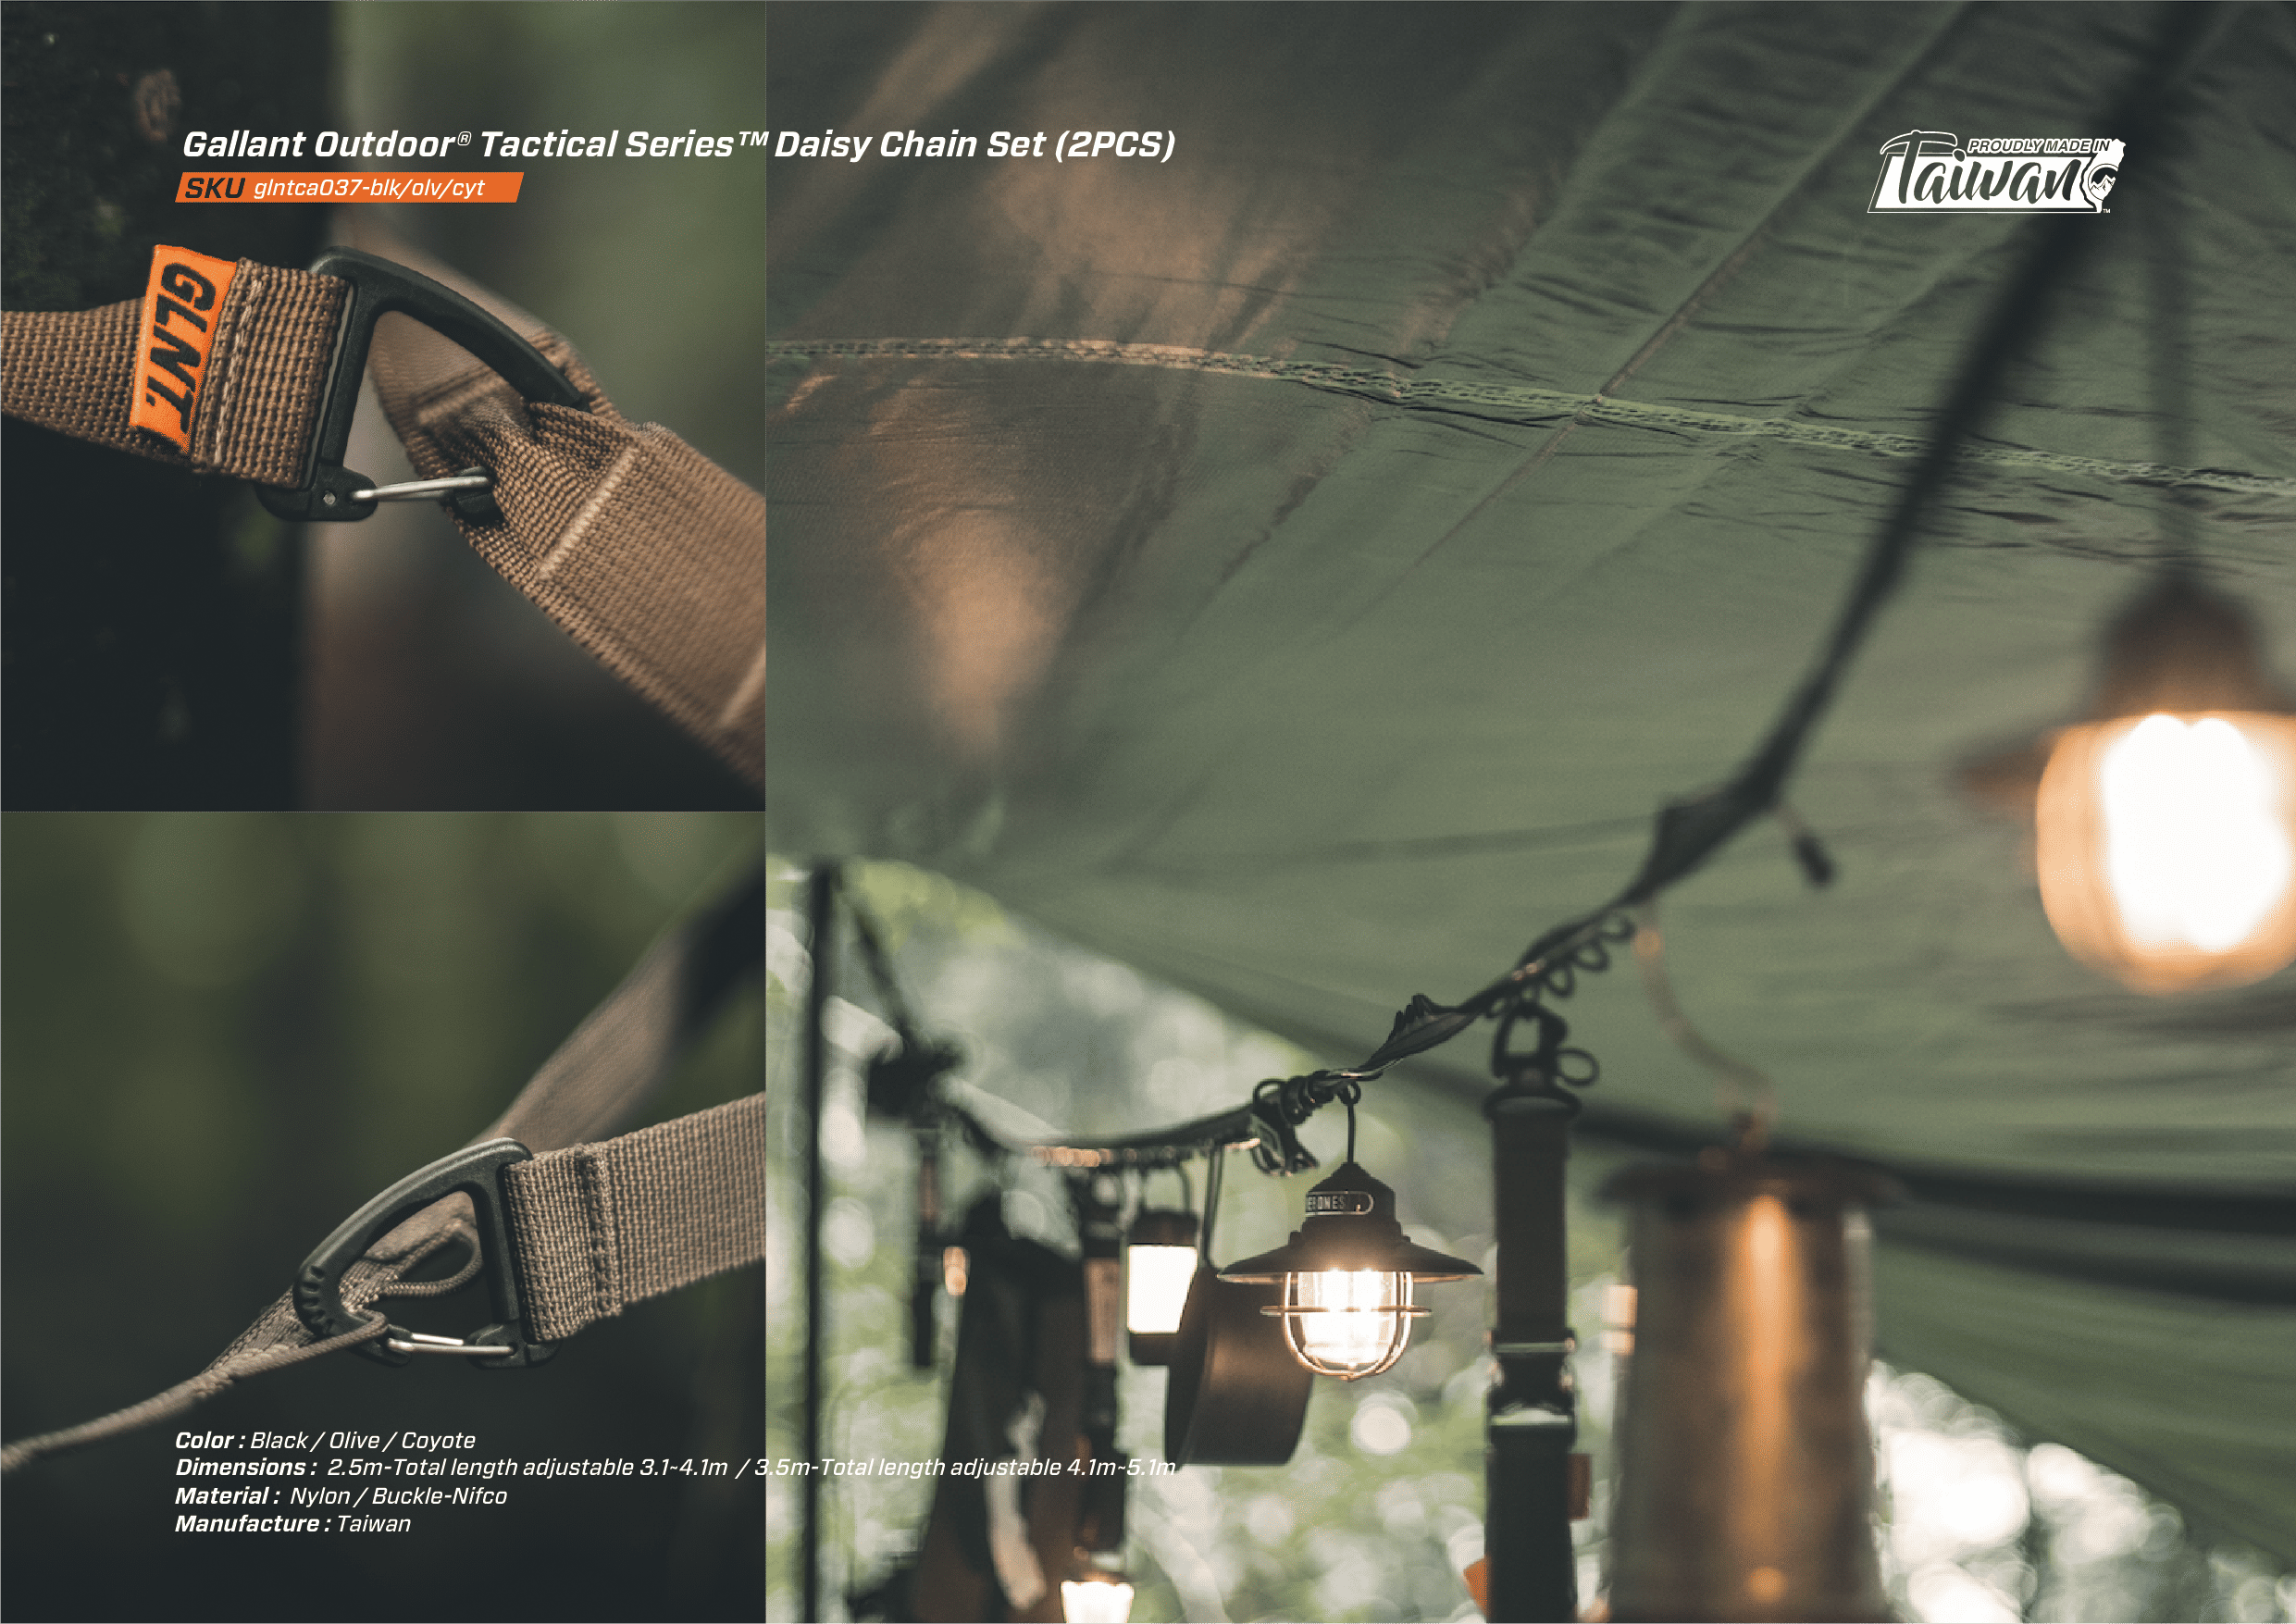 Gallant Outdoor® Tactical Series™ Daisy Chain Set (2PCS)
SKU glntca037-blk/olv/cyt
PROUDLY MADE IN
Taiwan
™
GLNT.
Color : Black / Olive / Coyote
Dimensions : 2.5m-Total length adjustable 3.1~4.1m / 3.5m-Total length adjustable 4.1m~5.1m
Material : Nylon / Buckle-Nifco
Manufacture : Taiwan